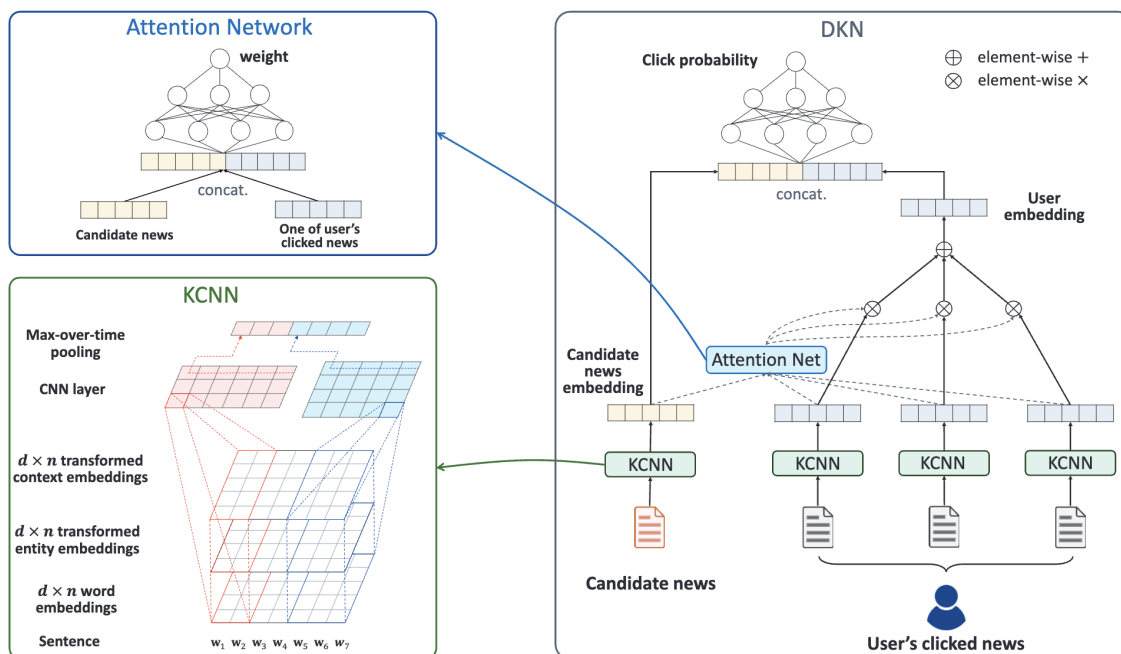 Attention Network
weight
concat.
Candidate news
One of user's
clicked news
KCNN
Max-over-time
pooling
CNN layer
d × n transformed
context embeddings
d × n transformed
entity embeddings
d × n word
embeddings
Sentence
w₁ w₂ w₃ w₄ w₅ w₆ w₇
DKN
Click probability
element-wise +
element-wise ×
concat.
User
embedding
Candidate
news
embedding
Attention Net
KCNN
KCNN
KCNN
KCNN
Candidate news
User's clicked news